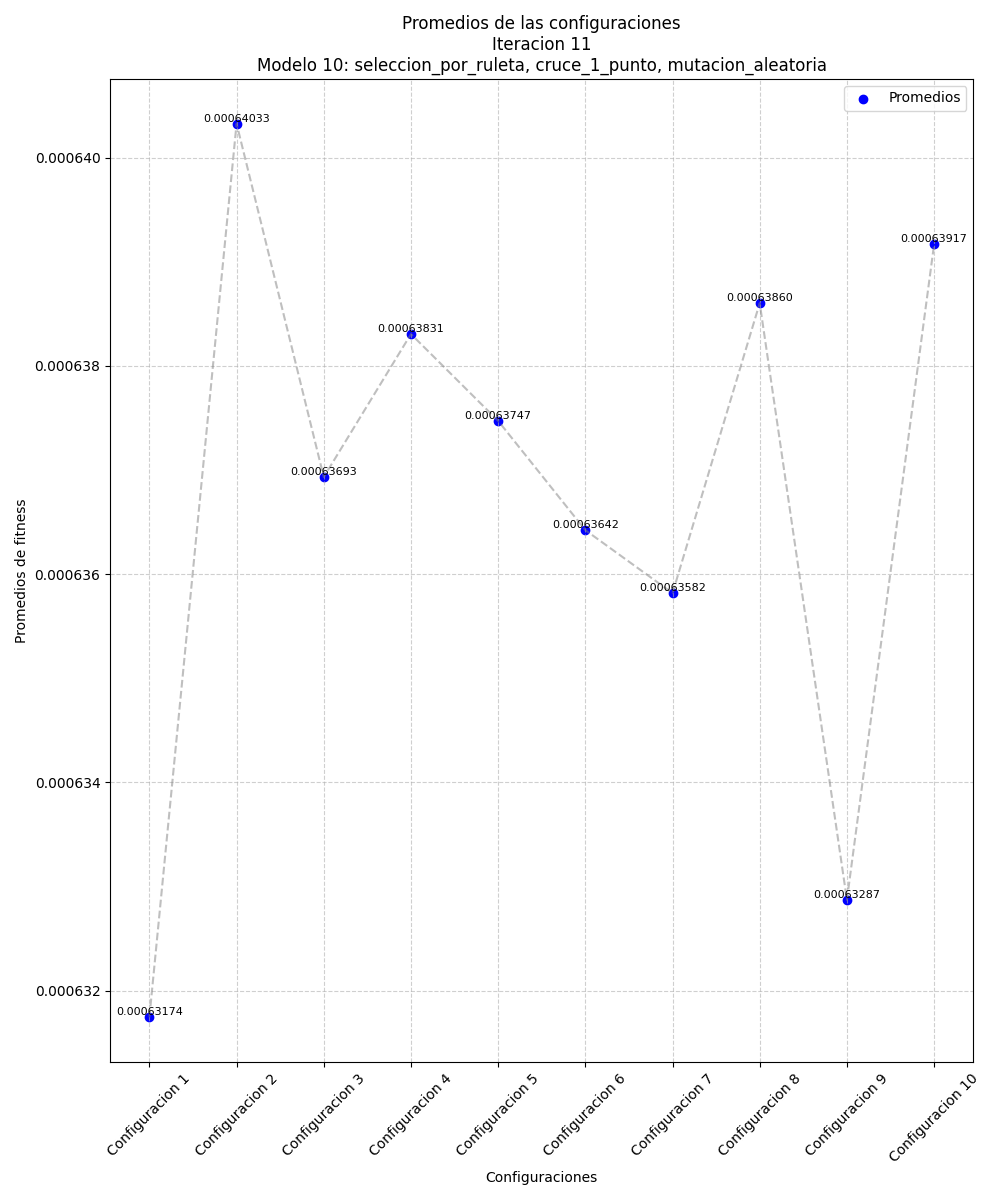 Promedios de las configuraciones
Iteracion 11
Modelo 10: seleccion_por_ruleta, cruce_1_punto, mutacion_aleatoria
Promedios
0.00064033
0.000640
0.00063917
0.00063860
0.00063831
0.000638
0.00063747
0.00063693
0.00063642
0.000636
0.00063582
0.000634
0.00063287
0.000632
0.00063174
Promedios de fitness
Configuracion 1
Configuracion 2
Configuracion 3
Configuracion 4
Configuracion 5
Configuracion 6
Configuracion 7
Configuracion 8
Configuracion 9
Configuracion 10
Configuraciones